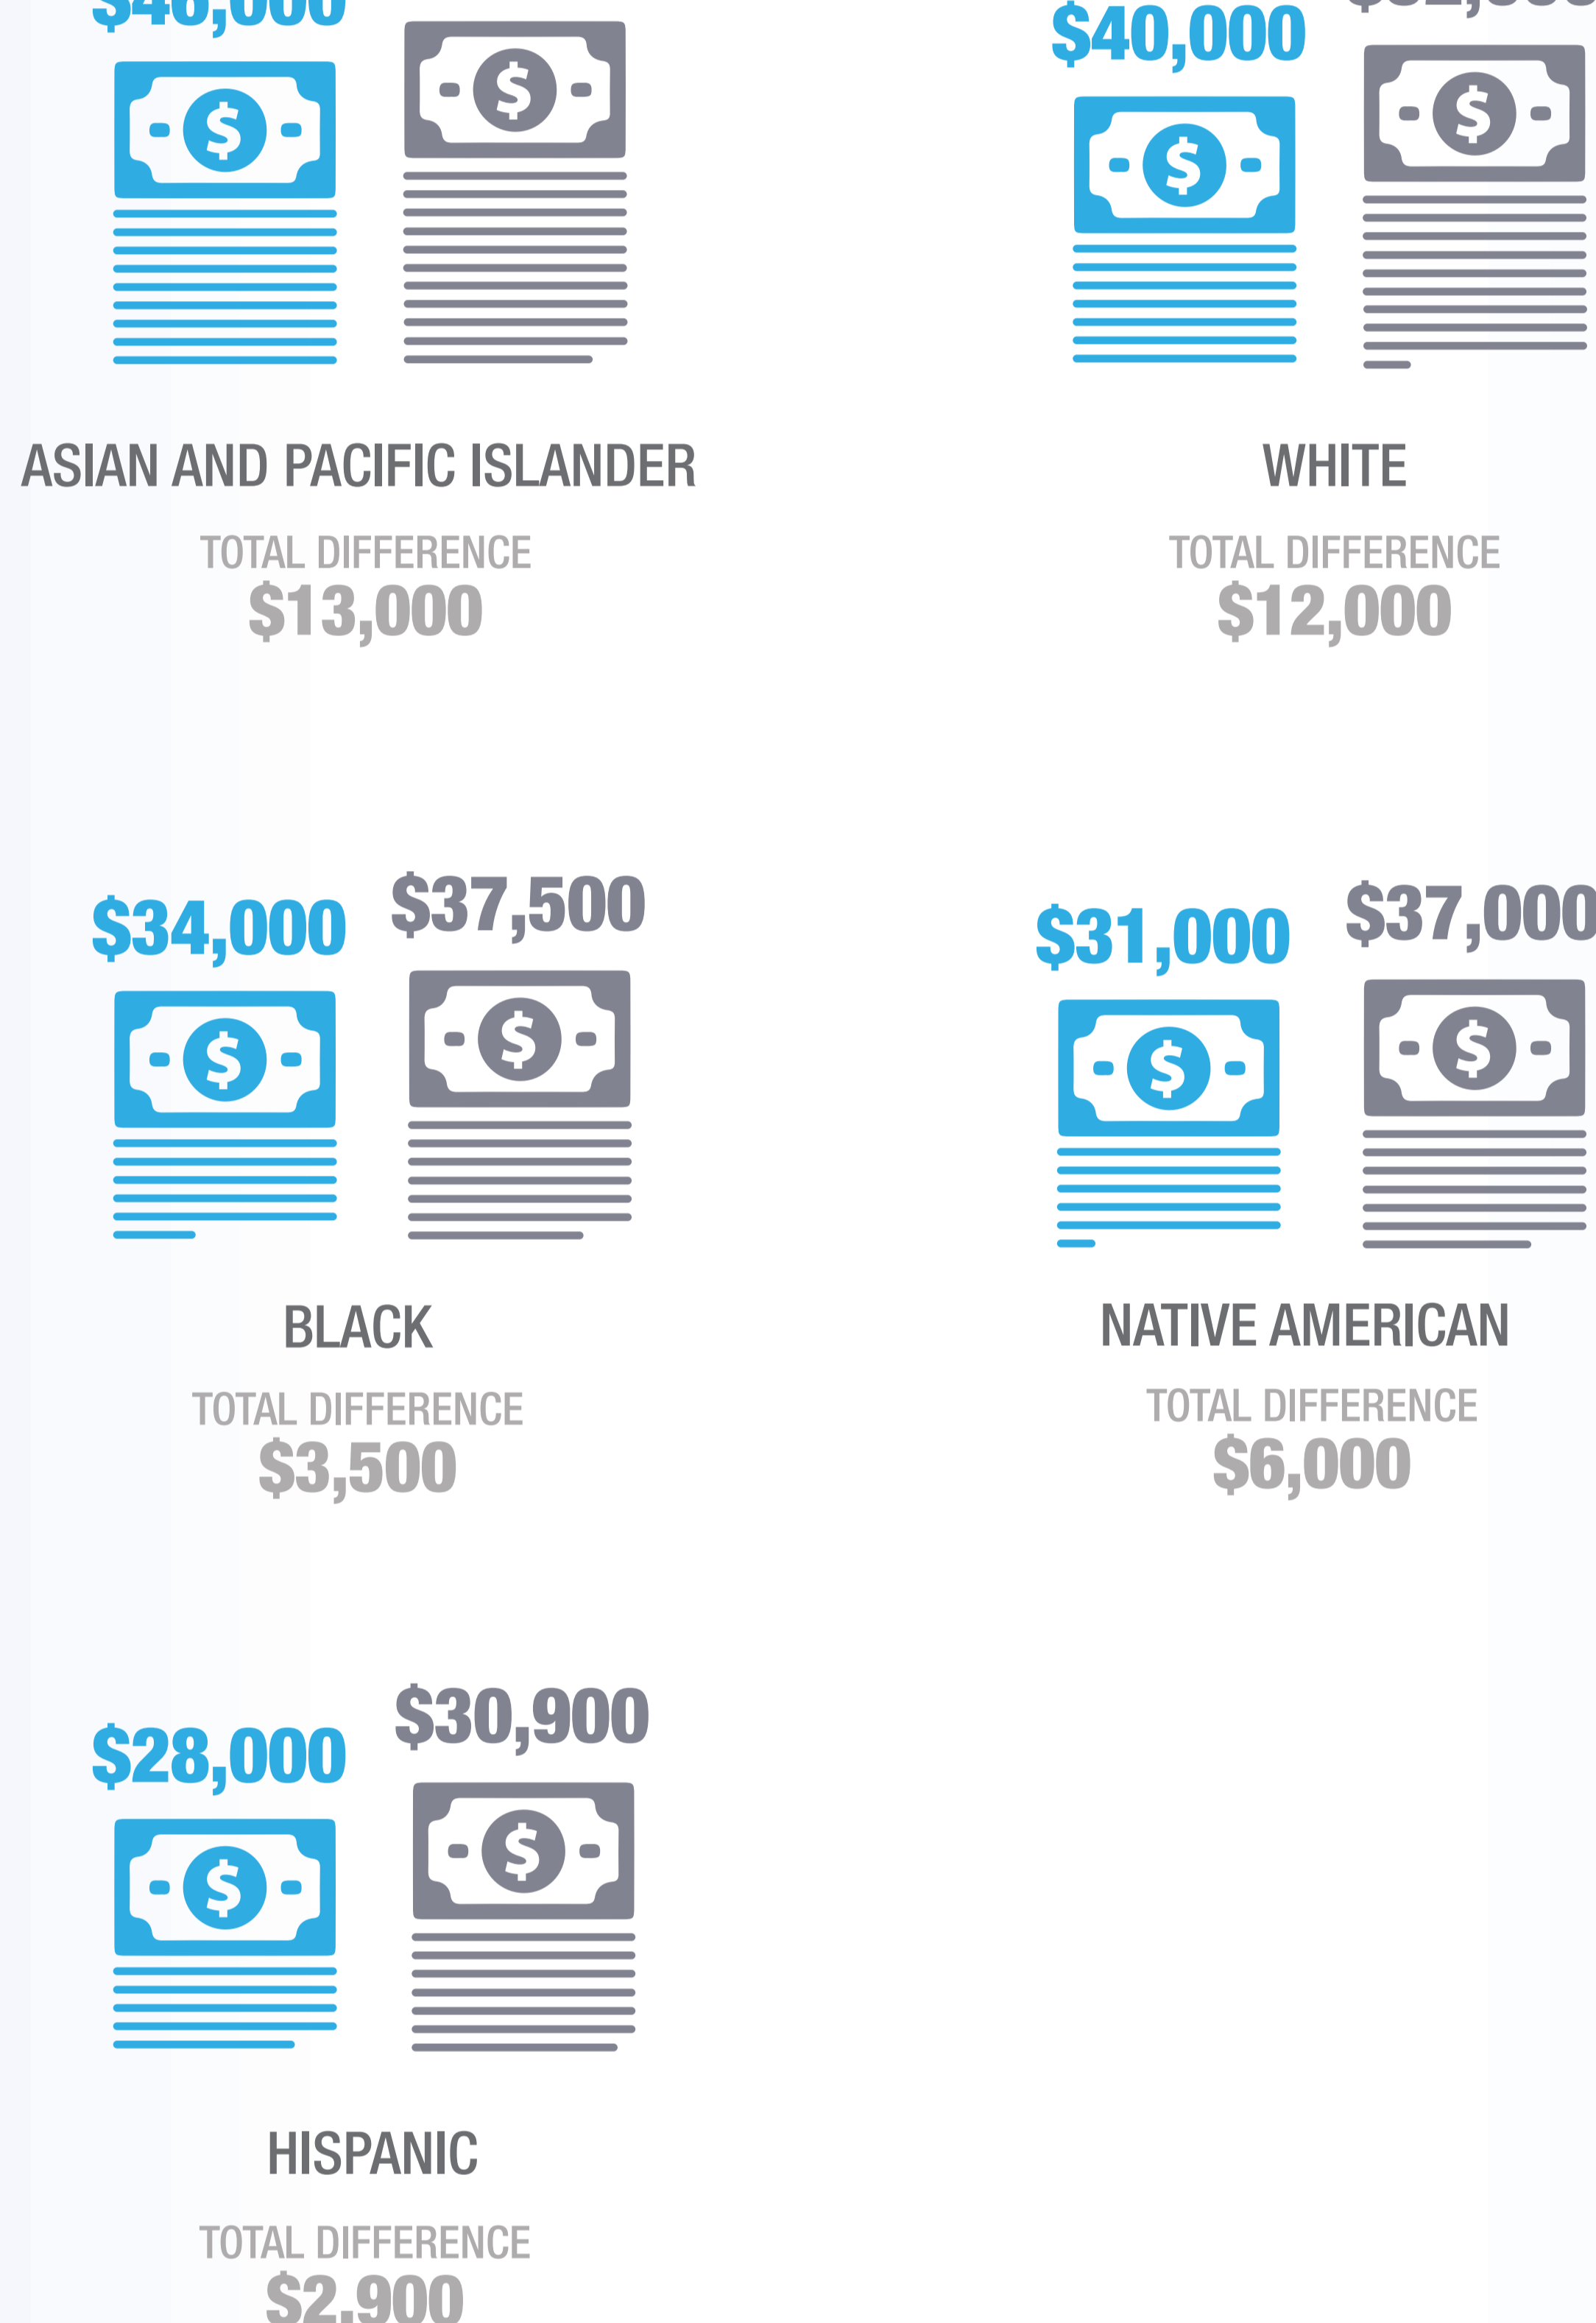 $40,000
ASIAN AND PACIFIC ISLANDER
WHITE
TOTAL DIFFERENCE
TOTAL DIFFERENCE
$13,000
$12,000
$37,500
$37,000
$34,000
$31,000
BLACK
NATIVE AMERICAN
TOTAL DIFFERENCE
TOTAL DIFFERENCE
$3,500
$6,000
$30,900
$28,000
HISPANIC
TOTAL DIFFERENCE
$2,900